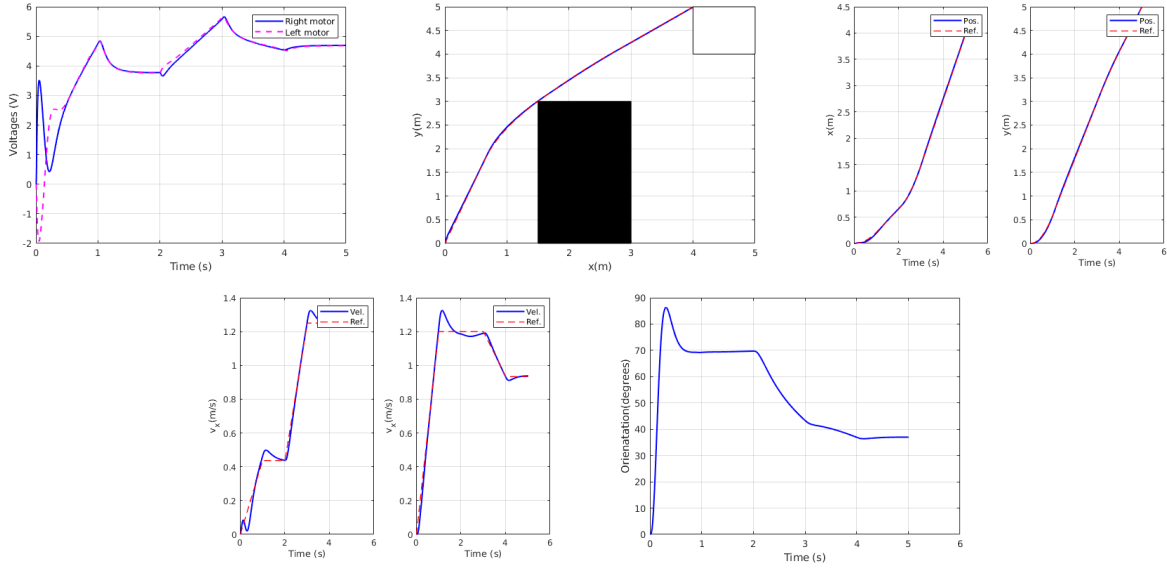 Voltages (V)
7
6
5
4
3
2
1
0
-1
-2
0 1 2 3 4 5
Time (s)
Right motor
Left motor
y(m)
5
4.5
4
3.5
3
2.5
2
1.5
1
0.5
0
0 1 2 3 4 5
x(m)
x(m)
5
4.5
4
3.5
3
2.5
2
1.5
1
0.5
0
0 2 4 6
Time (s)
Pos.
Ref.
y(m)
5
4.5
4
3.5
3
2.5
2
1.5
1
0.5
0
0 2 4 6
Time (s)
Pos.
Ref.
v_x(m/s)
1.4
1.2
1
0.8
0.6
0.4
0.2
0
0 2 4 6
Time (s)
Vel.
Ref.
v_x(m/s)
1.4
1.2
1
0.8
0.6
0.4
0.2
0
0 2 4 6
Time (s)
Vel.
Ref.
Orienatation(degrees)
90
80
70
60
50
40
30
20
10
0
0 1 2 3 4 5 6
Time (s)